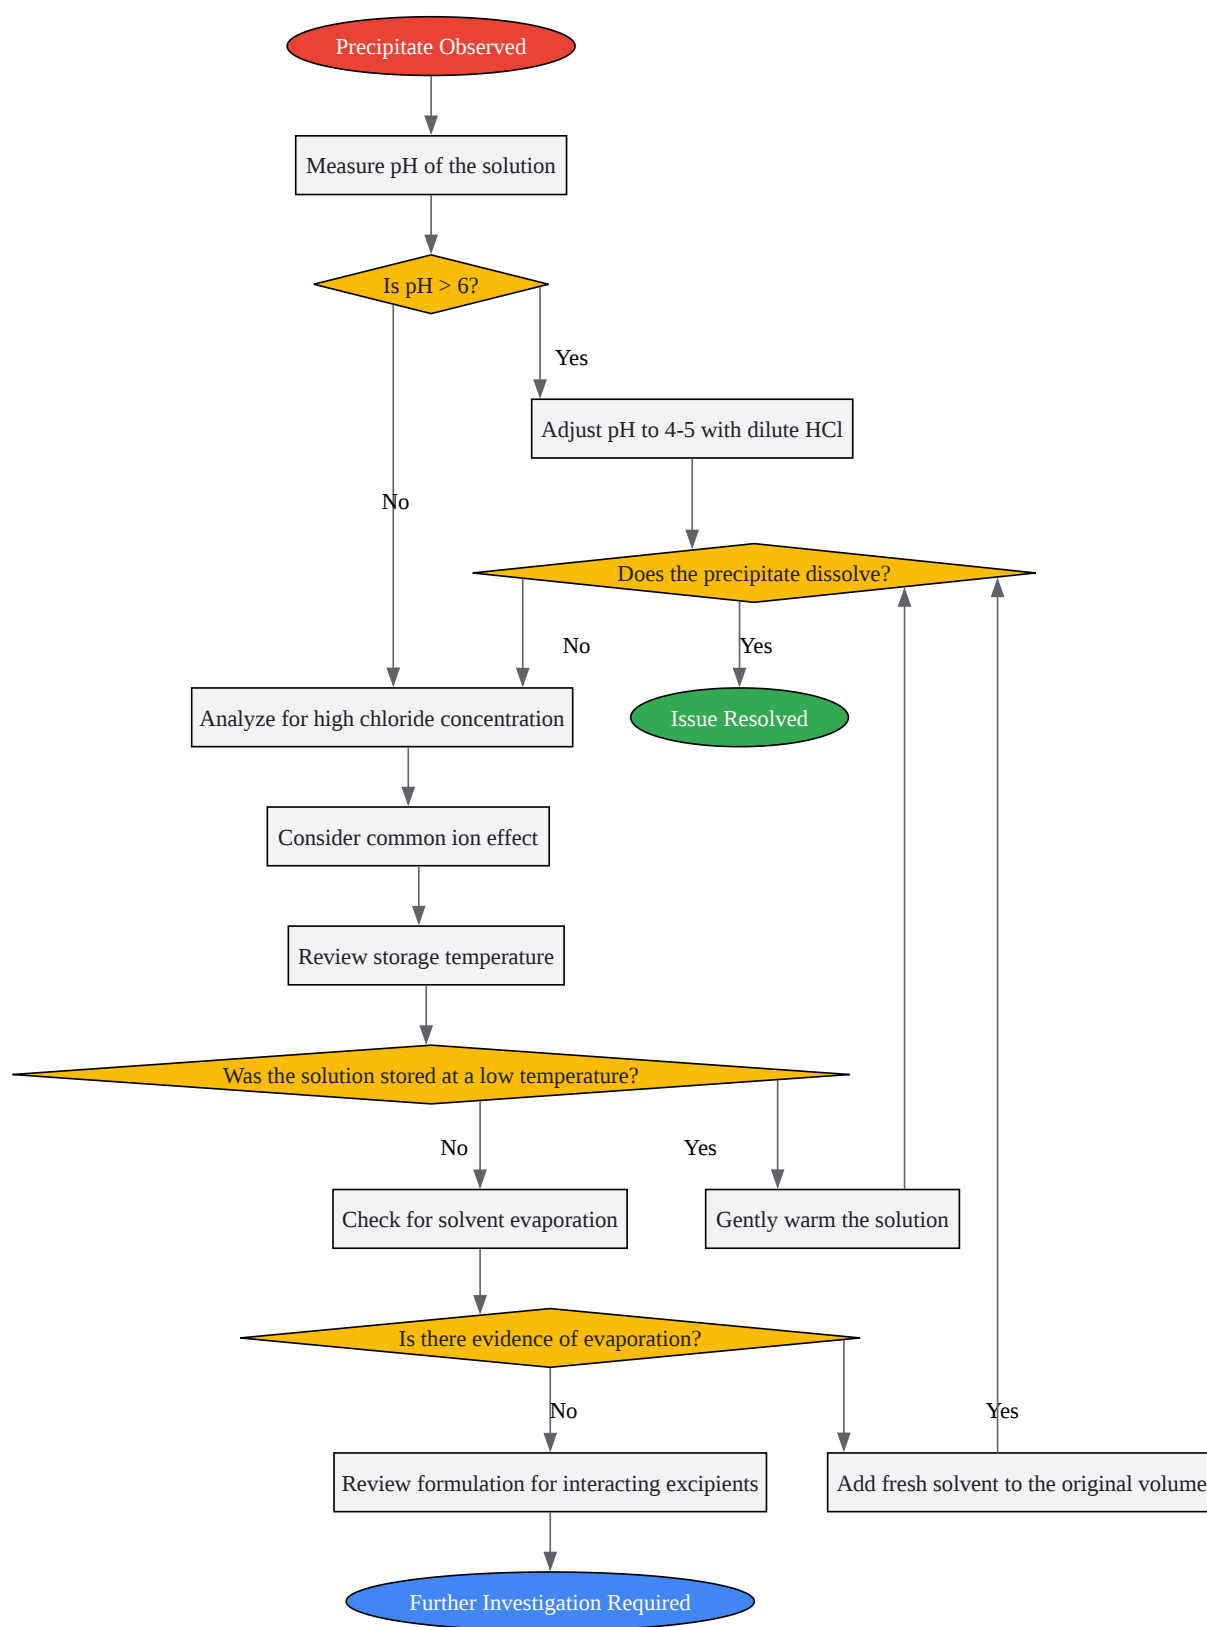 Precipitate Observed
Measure pH of the solution
Is pH > 6?
Yes
Adjust pH to 4-5 with dilute HCl
No
Does the precipitate dissolve?
No
Yes
Analyze for high chloride concentration
Issue Resolved
Consider common ion effect
Review storage temperature
Was the solution stored at a low temperature?
No
Yes
Check for solvent evaporation
Gently warm the solution
Is there evidence of evaporation?
No
Yes
Review formulation for interacting excipients
Add fresh solvent to the original volume
Further Investigation Required